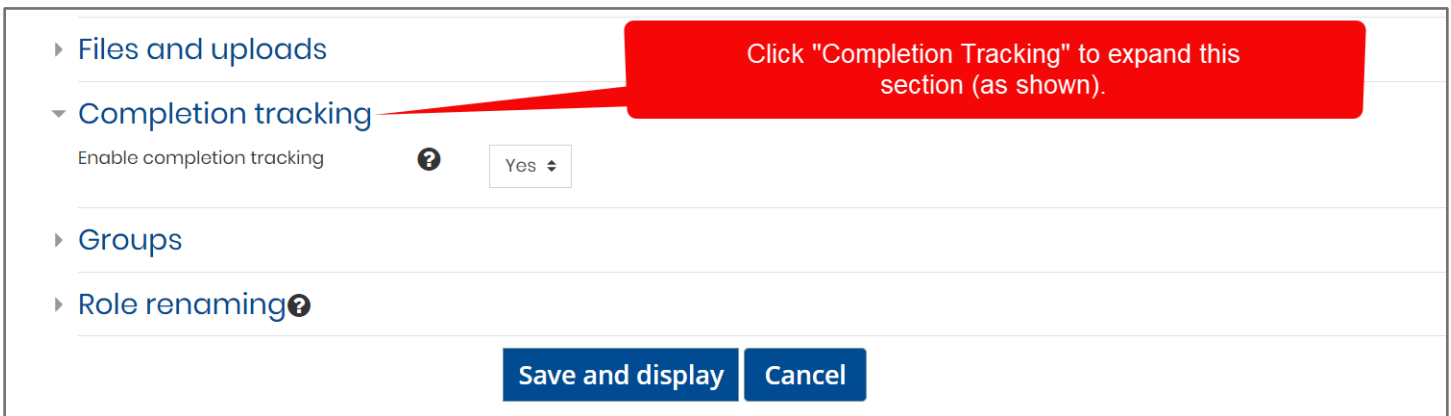 Files and uploads
Click "Completion Tracking" to expand this
section (as shown).
Completion tracking
Enable completion tracking ? Yes
Groups
Role renaming?
Save and display Cancel